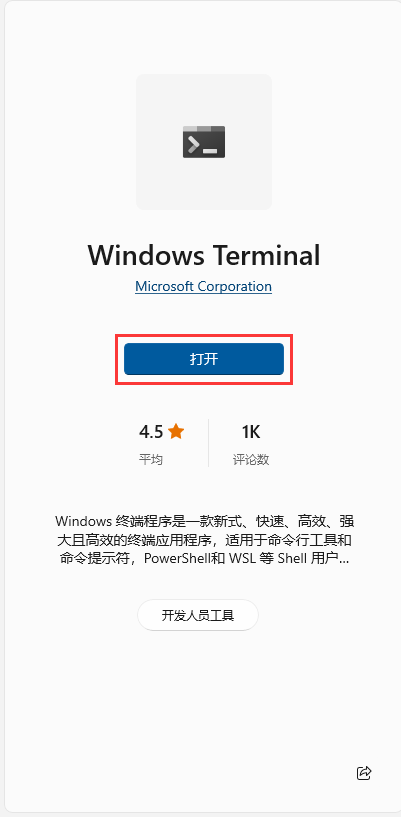 Windows Terminal
Microsoft Corporation
打开
4.5
1K
平均
评论数
Windows 终端程序是一款新式、快速、高效、强
大且高效的终端应用程序，适用于命令行工具和
命令提示符，PowerShell和 WSL 等 Shell 用户...
开发人员工具